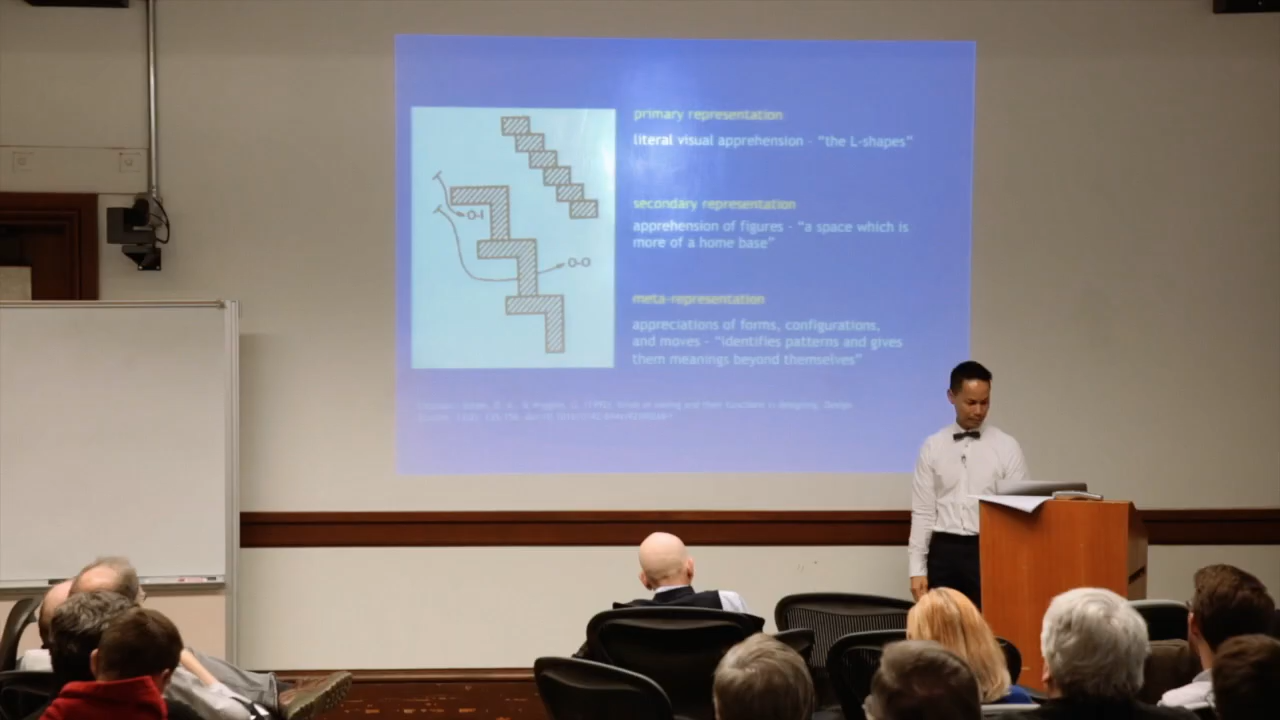 primary representation
literal visual apprehension - “the L-shapes”
secondary representation
apprehension of figures - “a space which is
more of a home base”
meta-representation
appreciations of forms, configurations,
and moves - “identifies patterns and gives
them meanings beyond themselves”
O-I
O-O